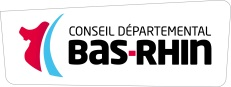 CONSEIL DÉPARTEMENTAL
BAS-RHIN